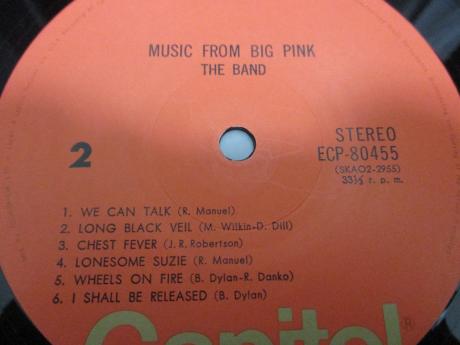 MUSIC FROM BIG PINK
THE BAND
2
STEREO
ECP-80455
(SKAO2-2955)
33⅓ r. p. m.
1. WE CAN TALK (R. Manuel)
2. LONG BLACK VEIL (M. Wilkin-D. Dill)
3. CHEST FEVER (J. R. Robertson)
4. LONESOME SUZIE (R. Manuel)
5. WHEELS ON FIRE (B. Dylan-R. Danko)
6. I SHALL BE RELEASED (B. Dylan)
Capitol®